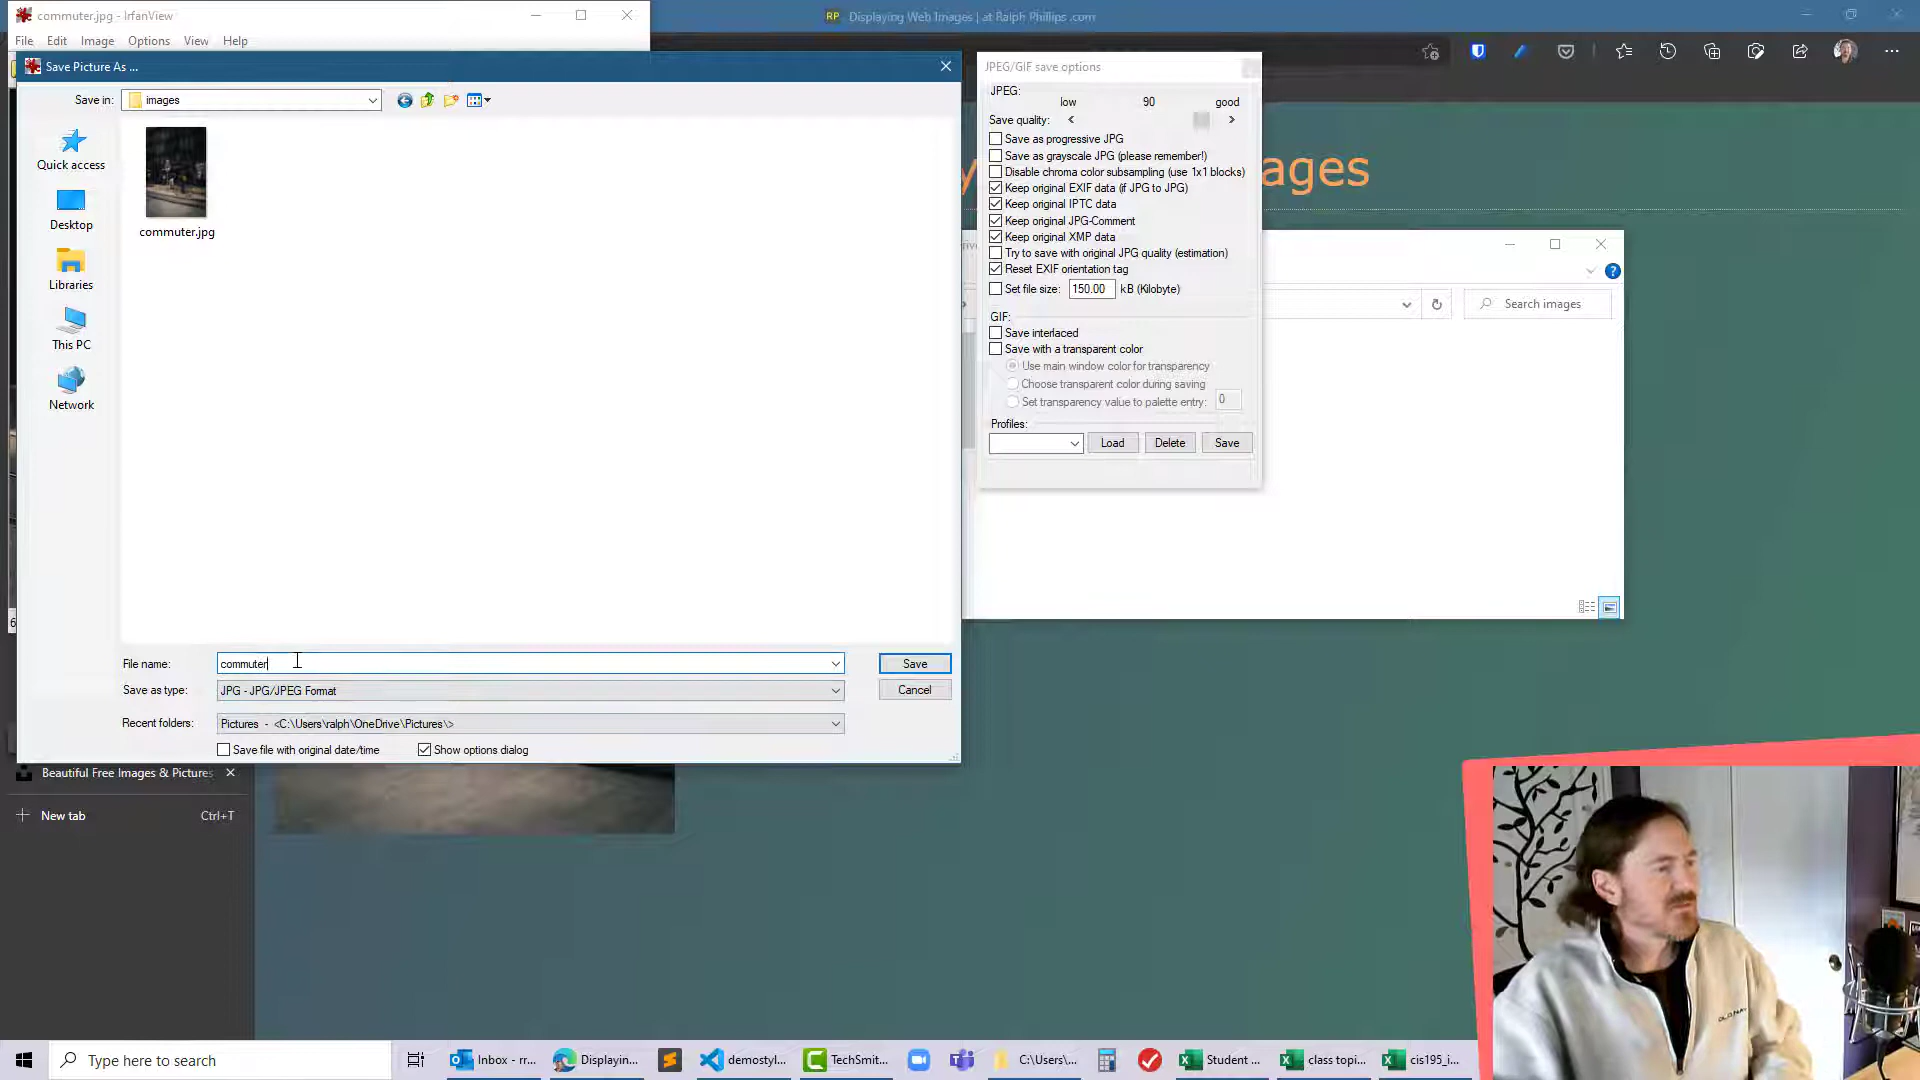 commuter.jpg - IrfanView
RP Displaying Web Images | at Ralph Phillips .com
File Edit Image Options View Help
Save Picture As ...
JPEG/GIF save options
Save in: images
JPEG:
low 90 good
Save quality: < >
Save as progressive JPG
Save as grayscale JPG (please remember!)
Disable chroma color subsampling (use 1x1 blocks)
Keep original EXIF data (if JPG to JPG)
Keep original IPTC data
Keep original JPG-Comment
Keep original XMP data
Try to save with original JPG quality (estimation)
Reset EXIF orientation tag
Set file size: 150.00 kB (Kilobyte)
GIF:
Save interlaced
Save with a transparent color
Use main window color for transparency
Choose transparent color during saving
Set transparency value to palette entry: 0
Profiles:
Load Delete Save
ages
Search images
Quick access
Desktop
Libraries
This PC
Network
commuter.jpg
File name: commuter
Save
Save as type: JPG - JPG/JPEG Format
Cancel
Recent folders: Pictures - <C:\Users\ralph\OneDrive\Pictures\>
Save file with original date/time
Show options dialog
Beautiful Free Images & Pictures
New tab Ctrl+T
OLD NAVY
Type here to search
Inbox - rr...
Displayin...
demostyl...
TechSmit...
C:\Users\...
Student ...
class topi...
cis195_i...